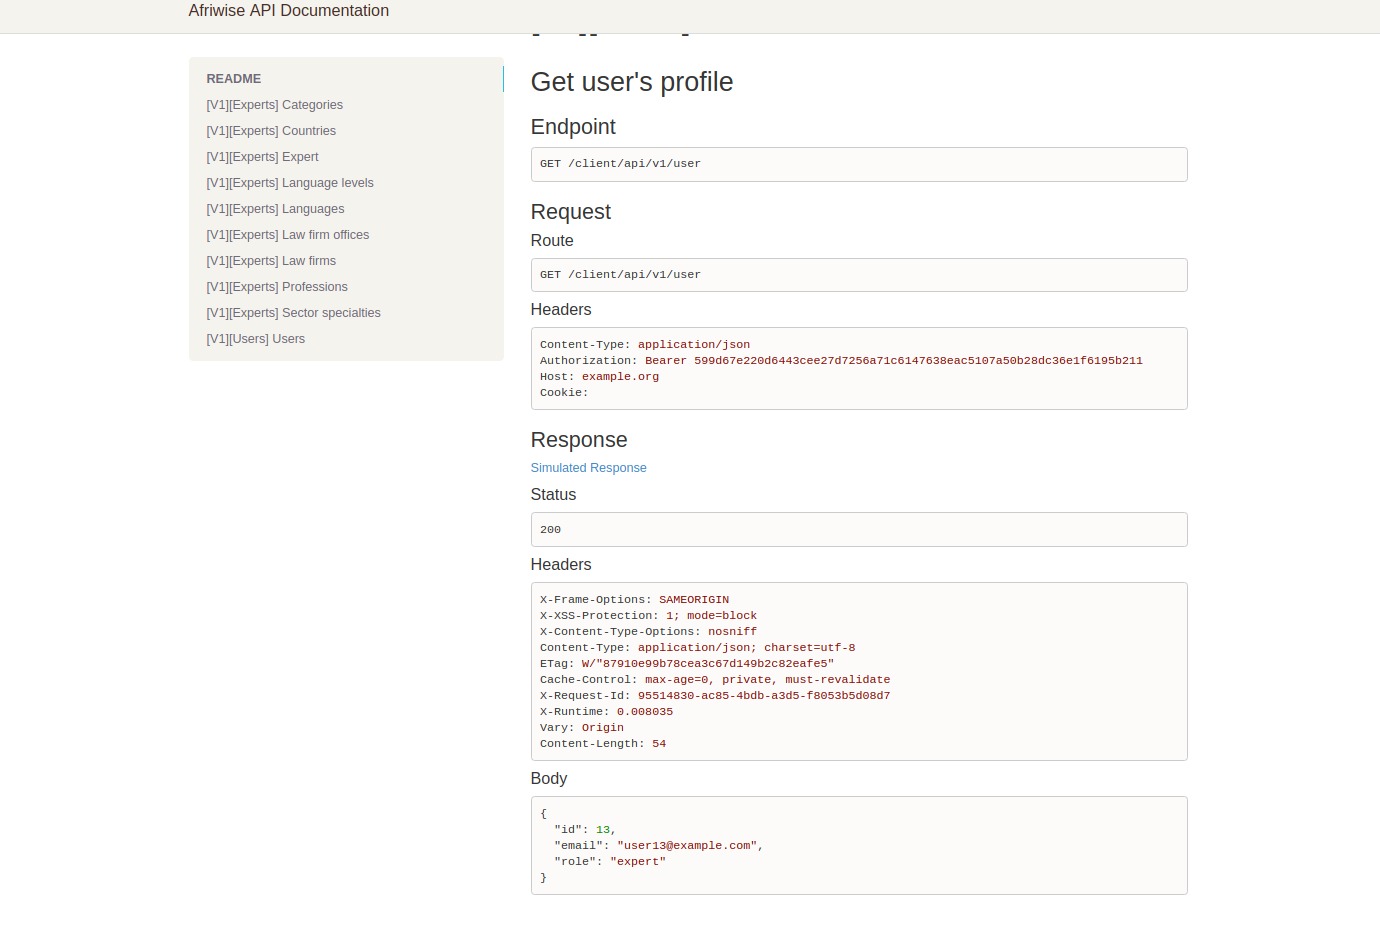 Afriwise API Documentation
README
[V1][Experts] Categories
[V1][Experts] Countries
[V1][Experts] Expert
[V1][Experts] Language levels
[V1][Experts] Languages
[V1][Experts] Law firm offices
[V1][Experts] Law firms
[V1][Experts] Professions
[V1][Experts] Sector specialties
[V1][Users] Users
Get user's profile
Endpoint
GET /client/api/v1/user
Request
Route
GET /client/api/v1/user
Headers
Content-Type: application/json
Authorization: Bearer 599d67e220d6443cee27d7256a71c6147638eac5107a50b28dc36e1f6195b211
Host: example.org
Cookie:
Response
Simulated Response
Status
200
Headers
X-Frame-Options: SAMEORIGIN
X-XSS-Protection: 1; mode=block
X-Content-Type-Options: nosniff
Content-Type: application/json; charset=utf-8
ETag: W/"87910e99b78cea3c67d149b2c82eafe5"
Cache-Control: max-age=0, private, must-revalidate
X-Request-Id: 95514830-ac85-4bdb-a3d5-f8053b5d08d7
X-Runtime: 0.008035
Vary: Origin
Content-Length: 54
Body
{
  "id": 13,
  "email": "user13@example.com",
  "role": "expert"
}